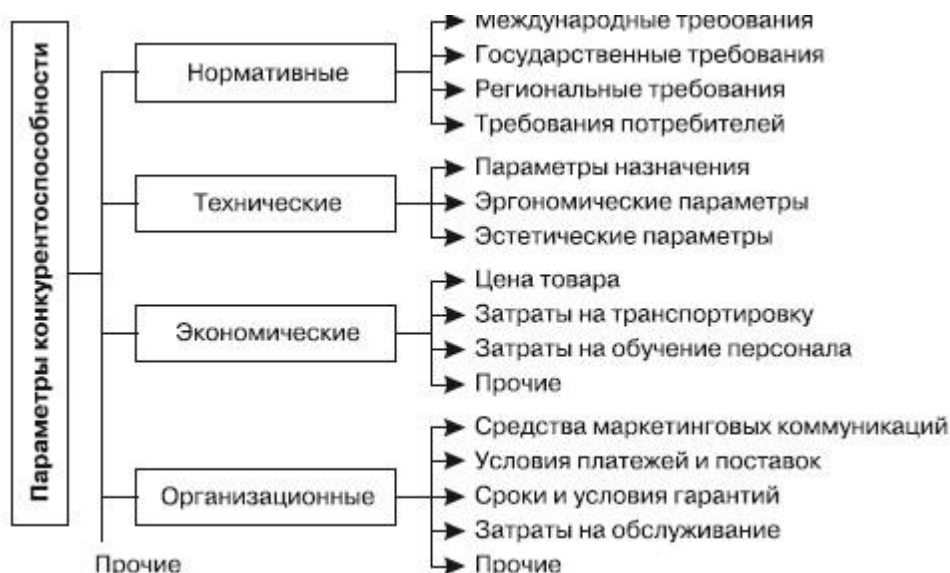 Параметры конкурентоспособности
Нормативные
Международные требования
Государственные требования
Региональные требования
Требования потребителей
Технические
Параметры назначения
Эргономические параметры
Эстетические параметры
Экономические
Цена товара
Затраты на транспортировку
Затраты на обучение персонала
Прочие
Организационные
Средства маркетинговых коммуникаций
Условия платежей и поставок
Сроки и условия гарантий
Затраты на обслуживание
Прочие
Прочие